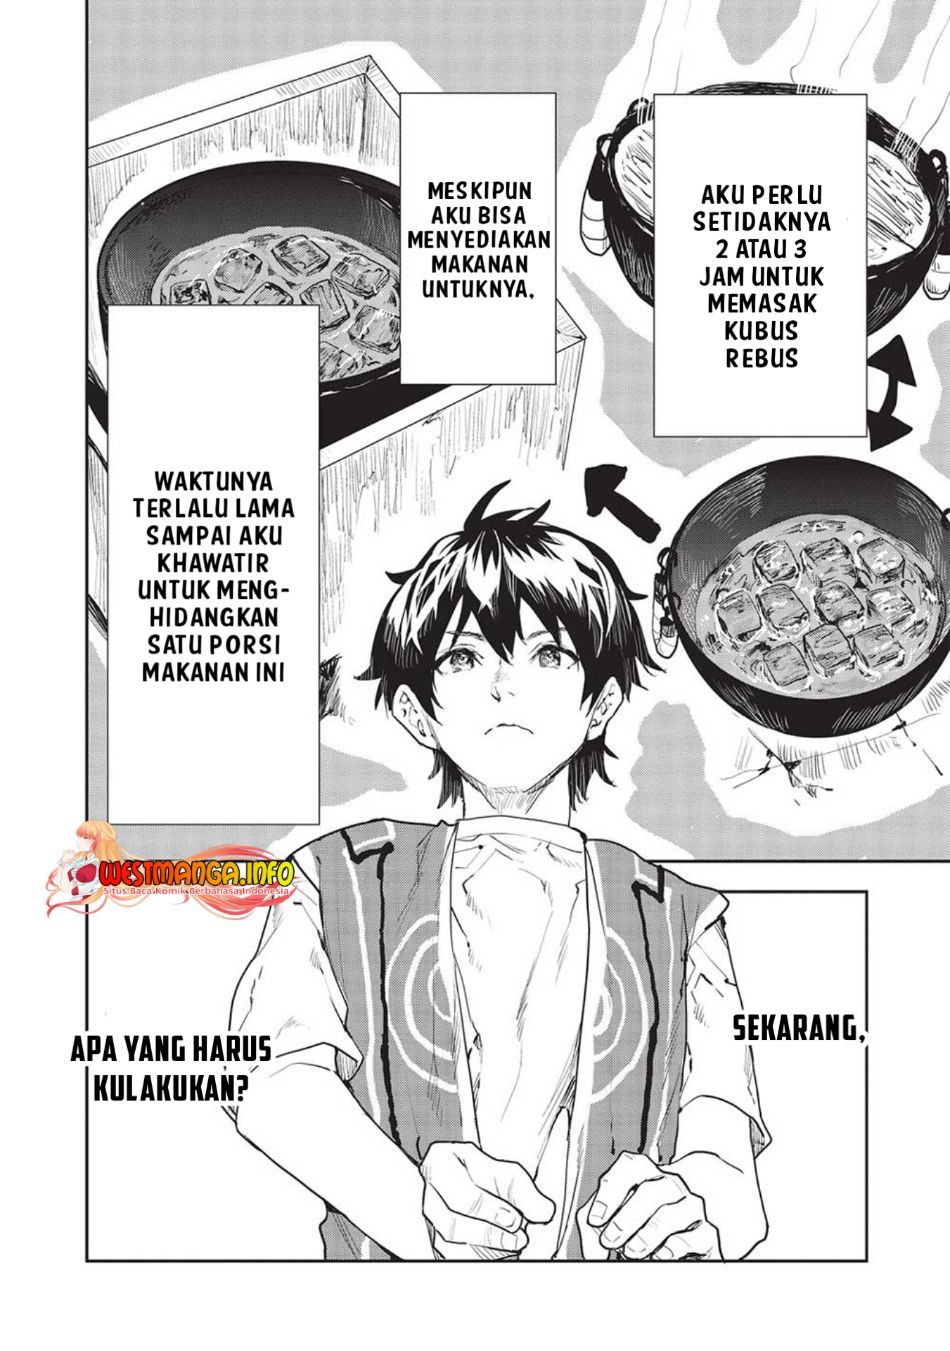 AKU PERLU
SETIDAKNYA
2 ATAU 3
JAM UNTUK
MEMASAK
KUBUS
REBUS
MESKIPUN
AKU BISA
MENYEDIAKAN
MAKANAN
UNTUKNYA,
WAKTUNYA
TERLALU LAMA
SAMPAI AKU
KHAWATIR
UNTUK MENG-
HIDANGKAN
SATU PORSI
MAKANAN INI
WESTMANGA.INFO
Situs Baca Komik Berbahasa Indonesia
SEKARANG,
APA YANG HARUS
KULAKUKAN?